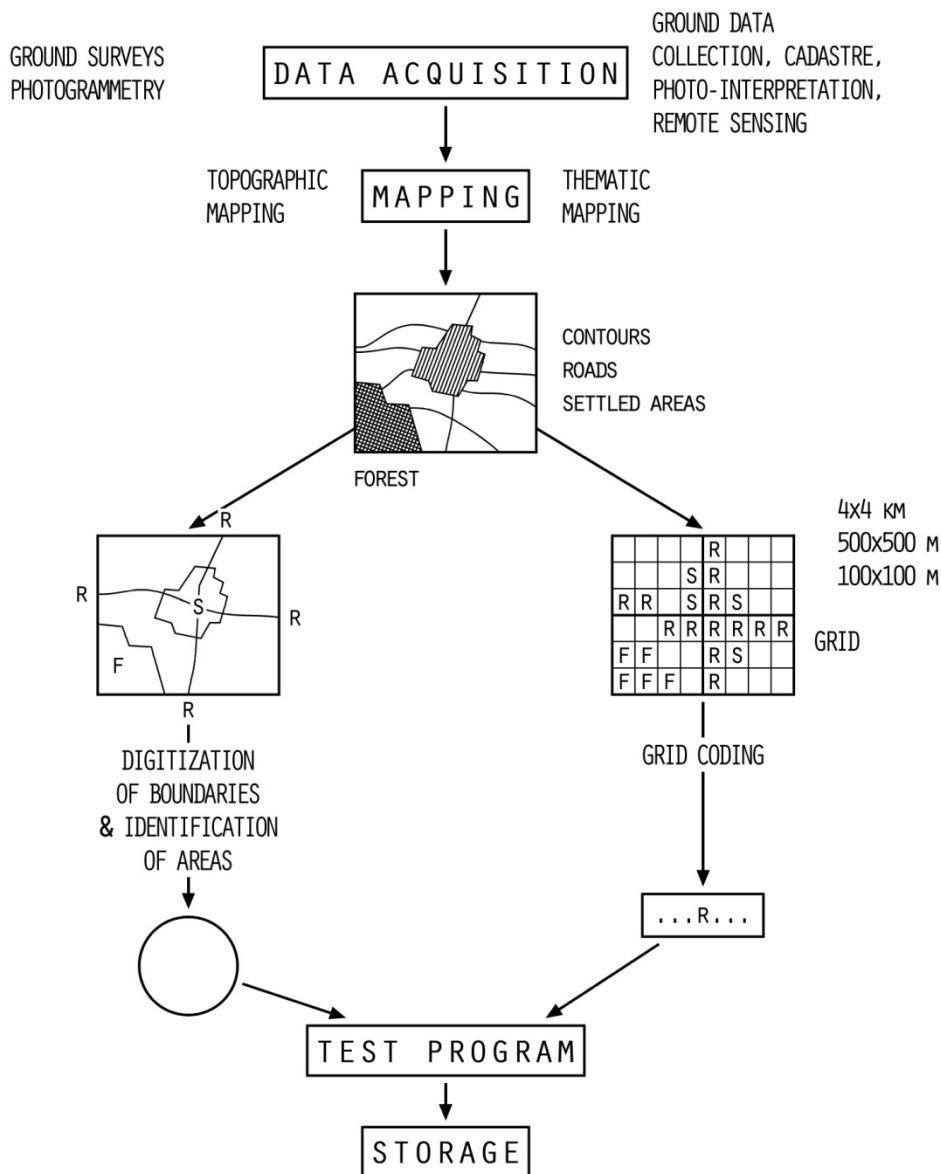 GROUND SURVEYS
PHOTOGRAMMETRY
DATA ACQUISITION
GROUND DATA
COLLECTION, CADASTRE,
PHOTO-INTERPRETATION,
REMOTE SENSING
TOPOGRAPHIC
MAPPING
MAPPING
THEMATIC
MAPPING
CONTOURS
ROADS
SETTLED AREAS
FOREST
R
R
S
R
F
R
DIGITIZATION
OF BOUNDARIES
& IDENTIFICATION
OF AREAS
4x4 KM
500x500 M
100x100 M
R
S R
R R S R S
R R R R R R
F F R S
F F F R
GRID
GRID CODING
...R...
TEST PROGRAM
STORAGE